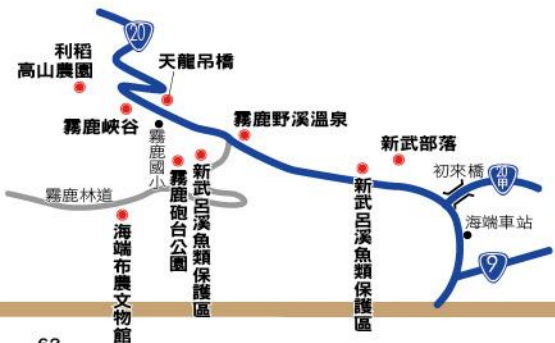 20
利稻
高山農園
天龍吊橋
霧鹿峽谷
霧鹿國小
霧鹿野溪溫泉
新武部落
初來橋
20甲
霧鹿林道
霧鹿砲台公園
新武呂溪魚類保護區
新武呂溪魚類保護區
海端車站
9
海端布農文物館